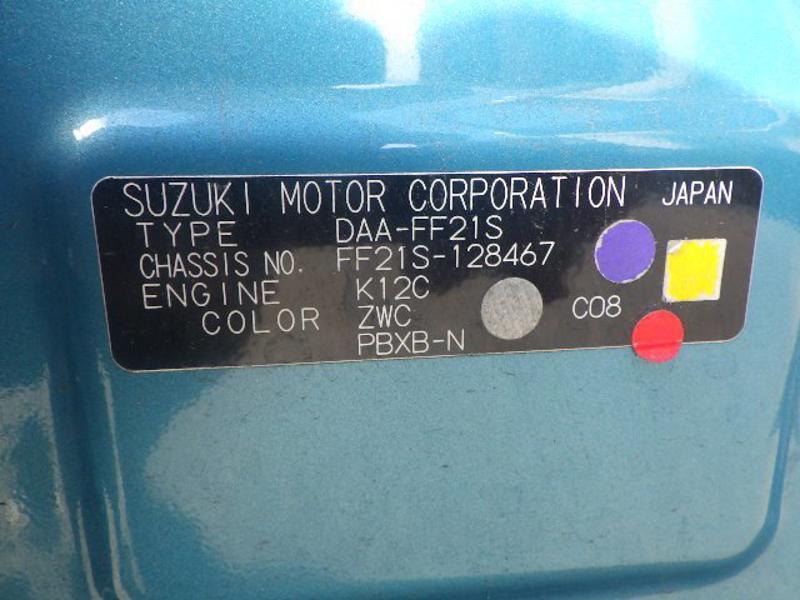 SUZUKI MOTOR CORPORATION JAPAN
TYPE DAA-FF21S
CHASSIS NO. FF21S-128467
ENGINE K12C
COLOR ZWC C08
PBXB-N